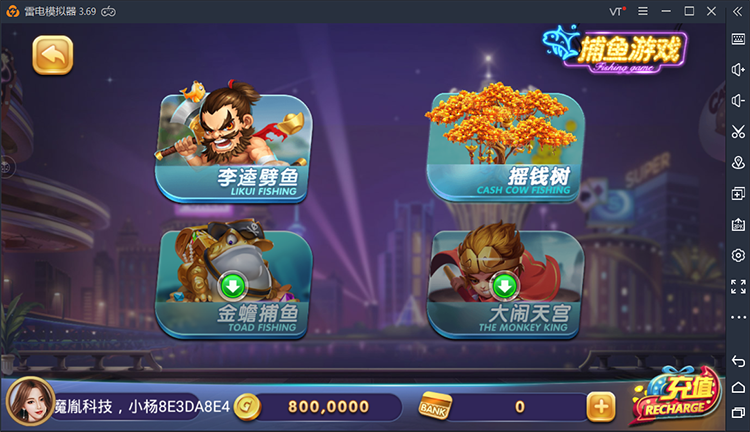 雷电模拟器 3.69
捕鱼游戏
Fishing game
李逵劈鱼
LIKUI FISHING
摇钱树
CASH COW FISHING
SUPER
金蟾捕鱼
TOAD FISHING
大闹天宫
THE MONKEY KING
魔胤科技，小杨8E3DA8E4
G
800,0000
BANK
0
充值
RECHARGE